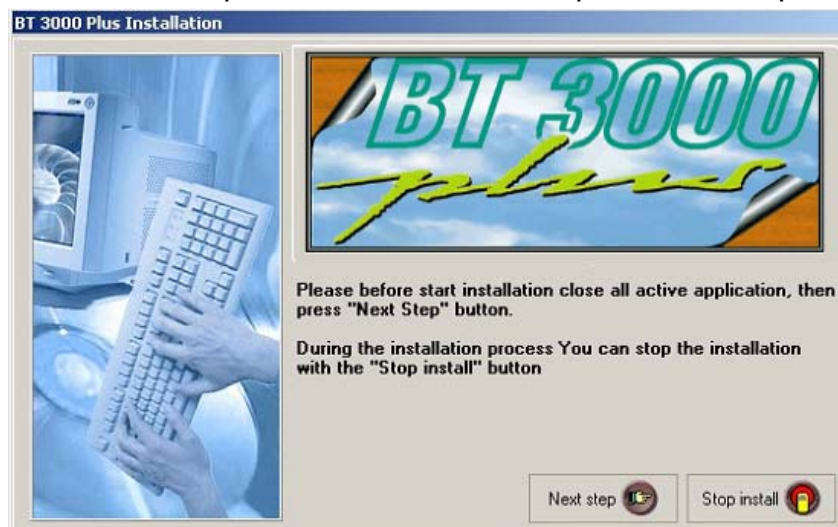 BT 3000 Plus Installation
BT 3000
plus
Please before start installation close all active application, then
press "Next Step" button.
During the installation process You can stop the installation
with the "Stop install" button
Next step
Stop install